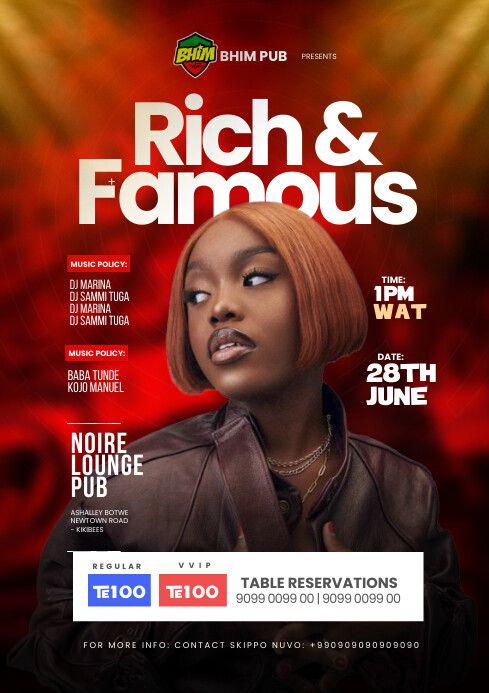 BHIM
BHIM PUB PRESENTS
Rich &
Famous
MUSIC POLICY:
DJ MARINA
DJ SAMMI TUGA
DJ MARINA
DJ SAMMI TUGA
MUSIC POLICY:
BABA TUNDE
KOJO MANUEL
TIME:
1PM
WAT
DATE:
28TH
JUNE
NOIRE
LOUNGE
PUB
ASHALLEY BOTWE
NEWTOWN ROAD
- KIKIBEES
REGULAR
VVIP
TE100
TE100
TABLE RESERVATIONS
9099 0099 00 | 9099 0099 00
FOR MORE INFO: CONTACT SKIPPO NUVO: +990909090909090